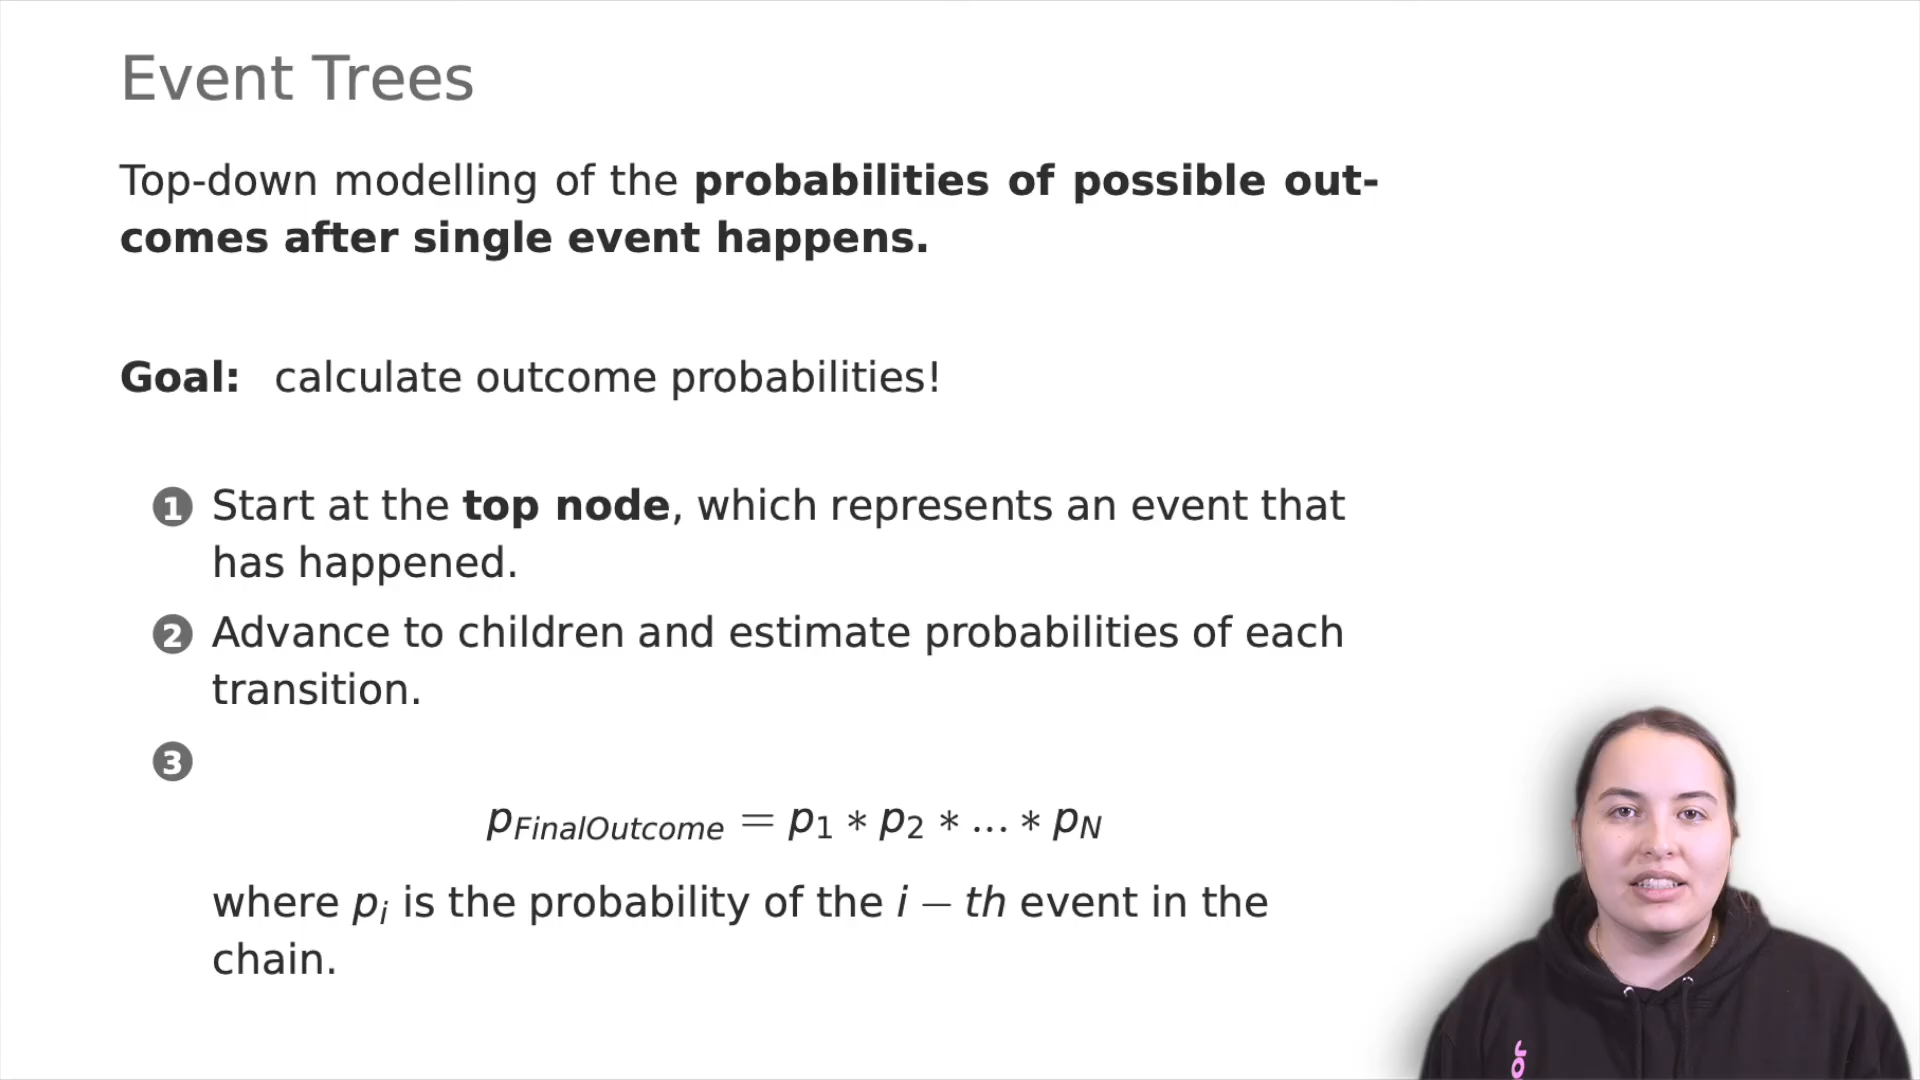 Event Trees
Top-down modelling of the probabilities of possible out-
comes after single event happens.
Goal: calculate outcome probabilities!
1 Start at the top node, which represents an event that
has happened.
2 Advance to children and estimate probabilities of each
transition.
3
p_FinalOutcome = p_1 * p_2 * ... * p_N
where p_i is the probability of the i − th event in the
chain.
or